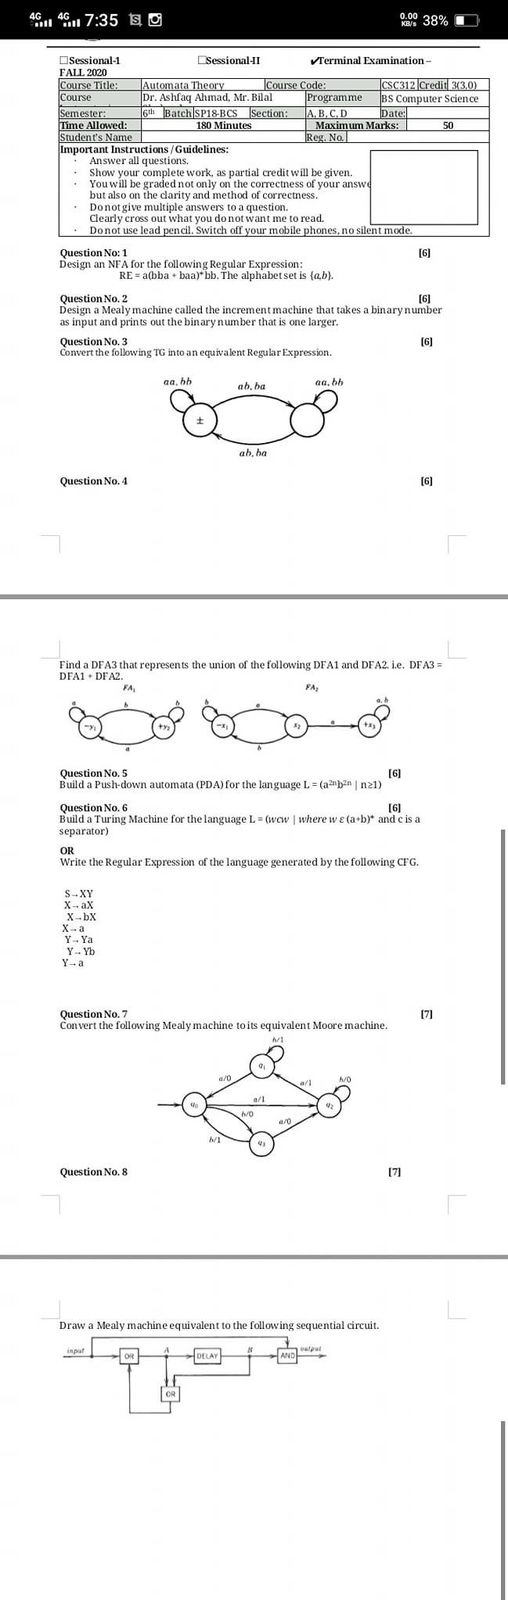 4G 4G 7:35 0.00 KB/s 38%
☐Sessional-1 ☐Sessional-II ✔Terminal Examination –
FALL 2020
Course Title: Automata Theory Course Code: CSC312 Credit 3(3,0)
Course Dr. Ashfaq Ahmad, Mr. Bilal Programme BS Computer Science
Semester: 6th Batch SP18-BCS Section: A, B, C, D Date:
Time Allowed: 180 Minutes Maximum Marks: 50
Student's Name Reg. No.
Important Instructions / Guidelines:
· Answer all questions.
· Show your complete work, as partial credit will be given.
· You will be graded not only on the correctness of your answe
but also on the clarity and method of correctness.
· Do not give multiple answers to a question.
Clearly cross out what you do not want me to read.
· Do not use lead pencil. Switch off your mobile phones, no silent mode.
Question No: 1 [6]
Design an NFA for the following Regular Expression:
RE = a(bba + baa)*bb. The alphabet set is {a,b}.
Question No. 2 [6]
Design a Mealy machine called the increment machine that takes a binary number
as input and prints out the binary number that is one larger.
Question No. 3 [6]
Convert the following TG into an equivalent Regular Expression.
aa, bb ab, ba aa, bb
±
ab, ba
Question No. 4 [6]
Find a DFA3 that represents the union of the following DFA1 and DFA2. i.e. DFA3 =
DFA1 + DFA2.
FA₁ FA₂
a b b b a a, b
−y₁ +y₂ −x₁ x₂ a +x₃
a b
Question No. 5 [6]
Build a Push-down automata (PDA) for the language L = (a²ⁿb²ⁿ | n≥1)
Question No. 6 [6]
Build a Turing Machine for the language L = (wcw | where w ε (a+b)* and c is a
separator)
OR
Write the Regular Expression of the language generated by the following CFG.
S→XY
X→aX
X→bX
X→a
Y→Ya
Y→Yb
Y→a
Question No. 7 [7]
Convert the following Mealy machine to its equivalent Moore machine.
b/1
q₁
a/0 a/1 b/0
q₀ a/1 q₂
b/0 a/0
b/1 q₃
Question No. 8 [7]
Draw a Mealy machine equivalent to the following sequential circuit.
input OR A DELAY B AND output
OR